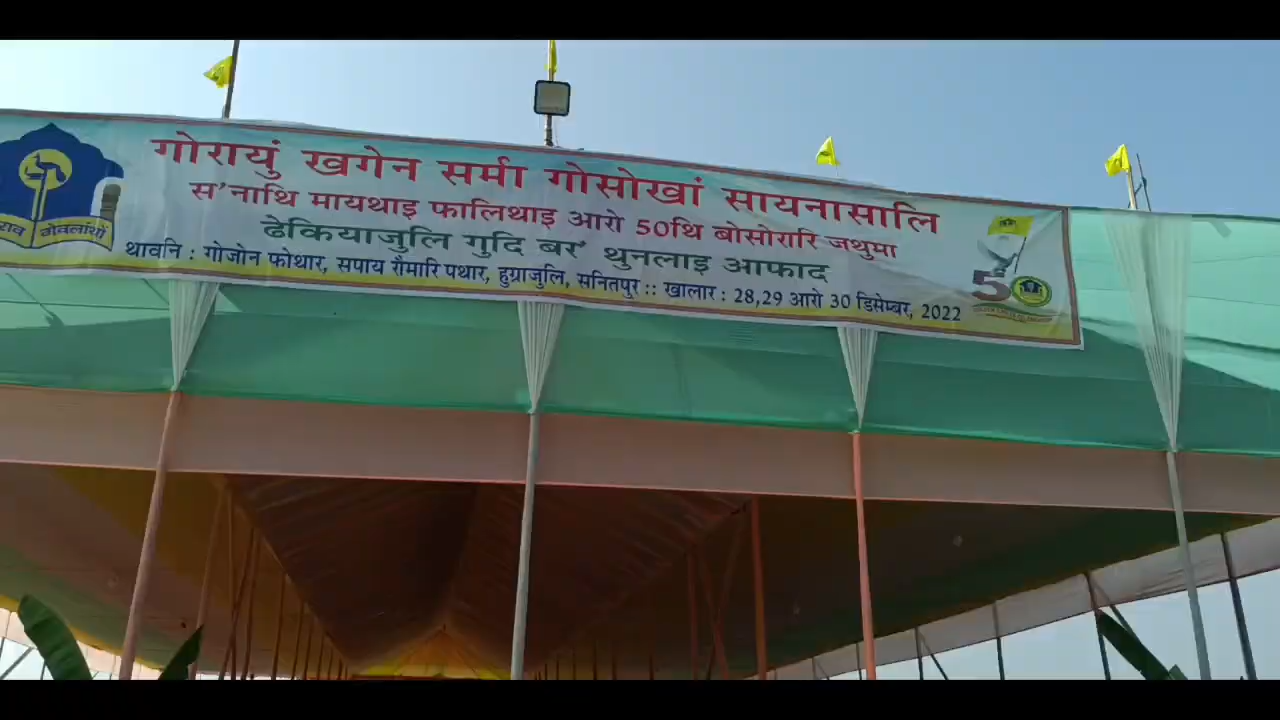 गोरायुं खगेन सर्मा गोसोखां सायनासालि
स'नाथि मायथाइ फालिथाइ आरो 50थि बोसोरारि जथुमा
ढेकियाजुलि गुदि बर' थुनलाइ आफाद
थावनि : गोजोन फोथार, सपाय रौमारि पथार, हुग्राजुलि, सनितपुर :: खालार : 28,29 आरो 30 डिसेम्बर, 2022
50